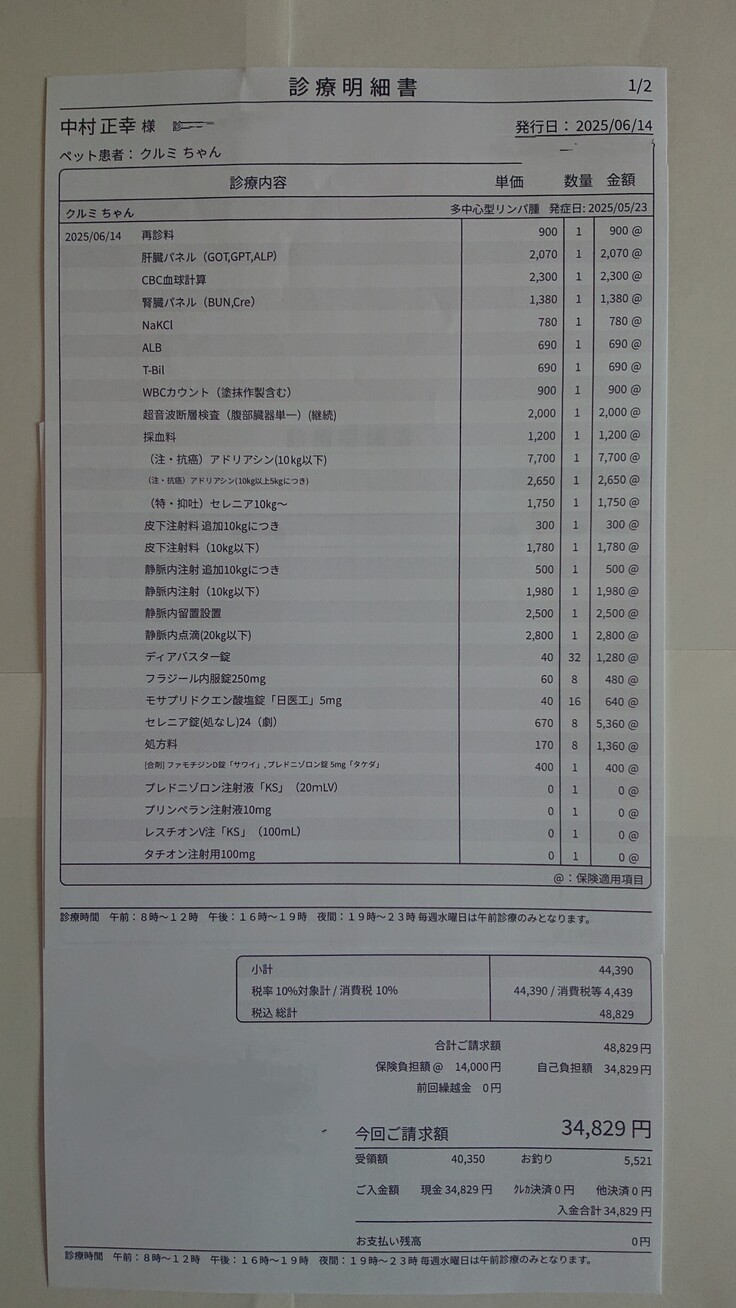 診療明細書 1/2
中村 正幸 様
発行日： 2025/06/14
ペット患者： クルミ ちゃん
診療内容 単価 数量 金額
クルミ ちゃん 多中心型リンパ腫 発症日: 2025/05/23
2025/06/14 再診料 900 1 900 @
肝臓パネル（GOT,GPT,ALP） 2,070 1 2,070 @
CBC血球計算 2,300 1 2,300 @
腎臓パネル（BUN,Cre） 1,380 1 1,380 @
NaKCl 780 1 780 @
ALB 690 1 690 @
T-Bil 690 1 690 @
WBCカウント（塗抹作製含む） 900 1 900 @
超音波断層検査（腹部臓器単一）(継続) 2,000 1 2,000 @
採血料 1,200 1 1,200 @
（注・抗癌）アドリアシン(10kg以下) 7,700 1 7,700 @
（注・抗癌）アドリアシン(10kg以上5kgにつき) 2,650 1 2,650 @
（特・抑吐）セレニア10kg～ 1,750 1 1,750 @
皮下注射料 追加10kgにつき 300 1 300 @
皮下注射料（10kg以下） 1,780 1 1,780 @
静脈内注射 追加10kgにつき 500 1 500 @
静脈内注射（10kg以下） 1,980 1 1,980 @
静脈内留置設置 2,500 1 2,500 @
静脈内点滴(20kg以下) 2,800 1 2,800 @
ディアバスター錠 40 32 1,280 @
フラジール内服錠250mg 60 8 480 @
モサプリドクエン酸塩錠「日医工」5mg 40 16 640 @
セレニア錠(処なし)24（劇） 670 8 5,360 @
処方料 170 8 1,360 @
[合剤] ファモチジンD錠「サワイ」, プレドニゾロン錠 5mg「タケダ」 400 1 400 @
プレドニゾロン注射液「KS」（20mLV） 0 1 0 @
プリンペラン注射液10mg 0 1 0 @
レスチオンV注「KS」（100mL） 0 1 0 @
タチオン注射用100mg 0 1 0 @
@：保険適用項目
診療時間 午前：８時～１２時 午後：１６時～１９時 夜間：１９時～２３時 毎週水曜日は午前診療のみとなります。
小計 44,390
税率 10%対象計 / 消費税 10% 44,390 / 消費税等 4,439
税込 総計 48,829
合計ご請求額 48,829 円
保険負担額 @ 14,000 円 自己負担額 34,829 円
前回繰越金 0 円
今回ご請求額 34,829 円
受領額 40,350 お釣り 5,521
ご入金額 現金 34,829 円 ｸﾚｶ決済 0 円 他決済 0 円
入金合計 34,829 円
お支払い残高 0 円
診療時間 午前：８時～１２時 午後：１６時～１９時 夜間：１９時～２３時 毎週水曜日は午前診療のみとなります。